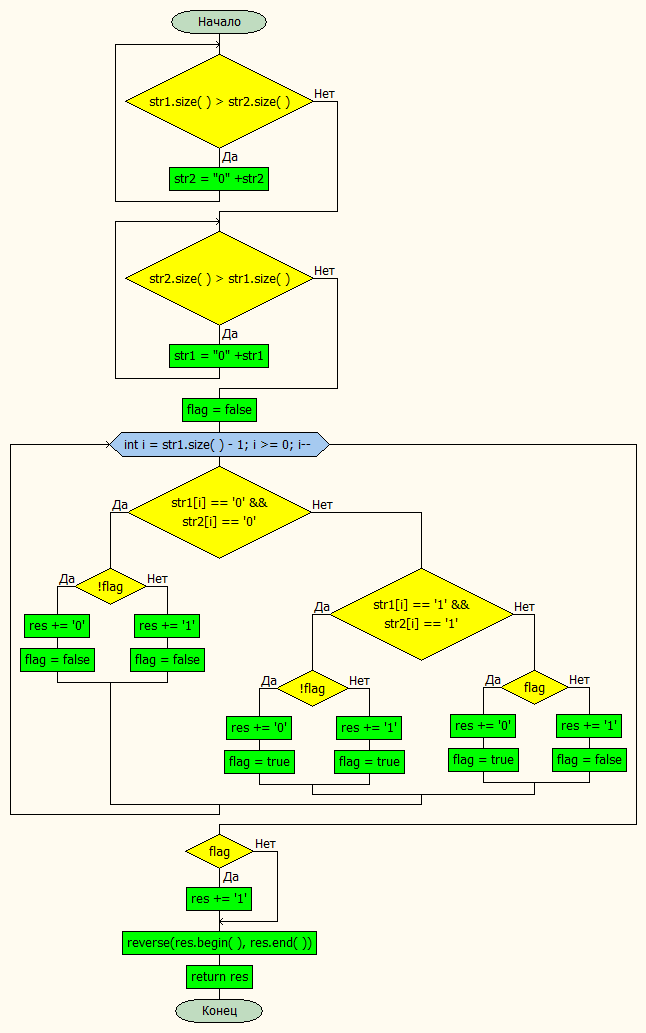 Начало
str1.size( ) > str2.size( )
Нет
Да
str2 = "0" +str2
str2.size( ) > str1.size( )
Нет
Да
str1 = "0" +str1
flag = false
int i = str1.size( ) - 1; i >= 0; i--
Да
str1[i] == '0' &&
str2[i] == '0'
Нет
Да
!flag
Нет
res += '0'
res += '1'
flag = false
flag = false
Да
str1[i] == '1' &&
str2[i] == '1'
Нет
Да
!flag
Нет
res += '0'
res += '1'
flag = true
flag = true
Да
flag
Нет
res += '0'
res += '1'
flag = true
flag = false
flag
Нет
Да
res += '1'
reverse(res.begin( ), res.end( ))
return res
Конец